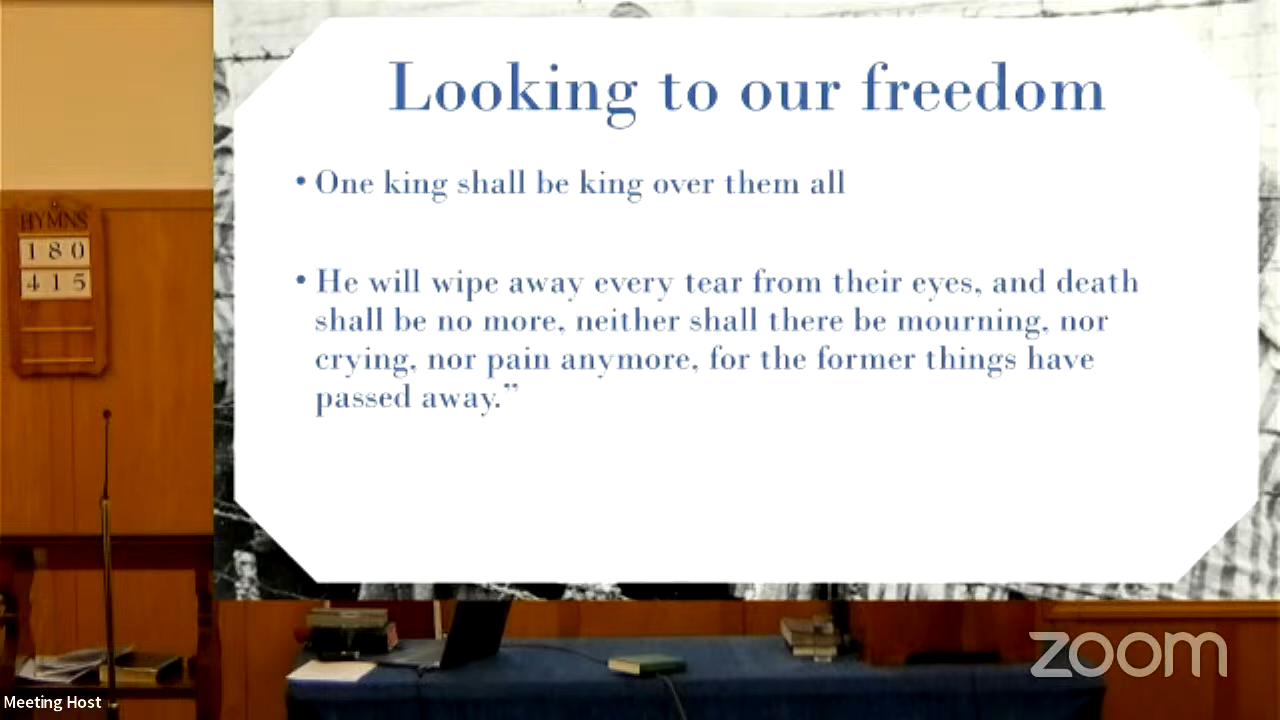 Looking to our freedom
• One king shall be king over them all
• He will wipe away every tear from their eyes, and death
shall be no more, neither shall there be mourning, nor
crying, nor pain anymore, for the former things have
passed away.”
HYMNS
180
415
zoom
Meeting Host